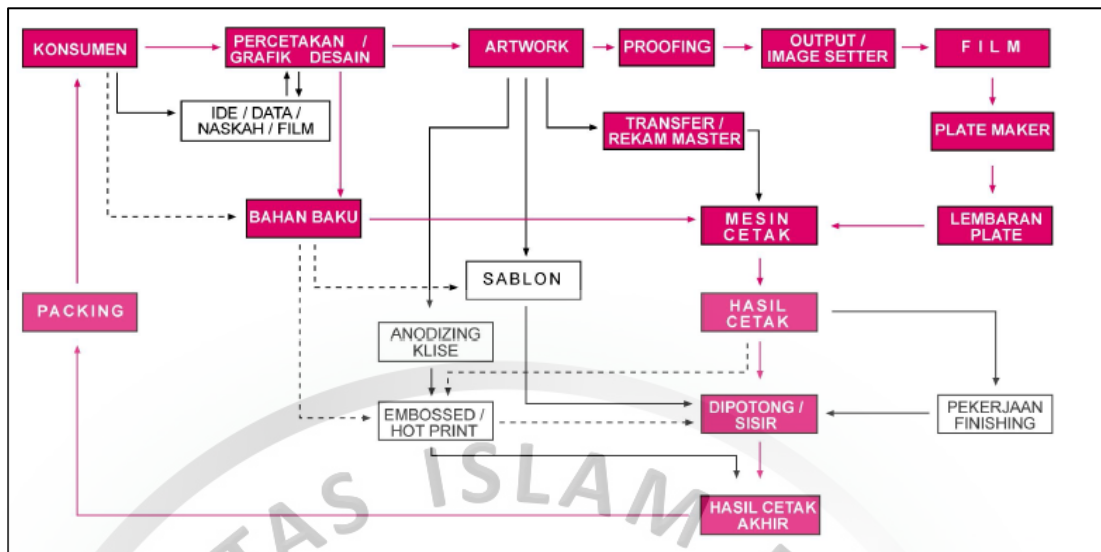 KONSUMEN
PERCETAKAN /
GRAFIK DESAIN
ARTWORK
PROOFING
OUTPUT /
IMAGE SETTER
FILM
IDE / DATA /
NASKAH / FILM
TRANSFER /
REKAM MASTER
PLATE MAKER
BAHAN BAKU
MESIN
CETAK
LEMBARAN
PLATE
SABLON
PACKING
HASIL
CETAK
ANODIZING
KLISE
EMBOSSED /
HOT PRINT
DIPOTONG /
SISIR
PEKERJAAN
FINISHING
HASIL CETAK
AKHIR
TAS ISLAM